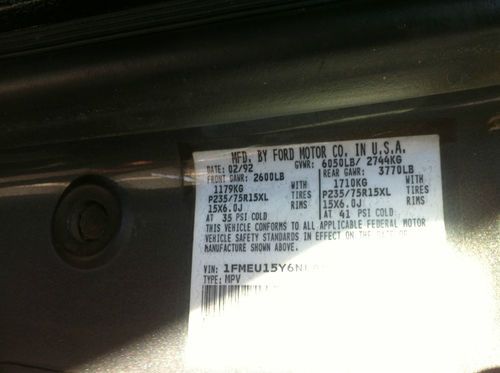 MFD. BY FORD MOTOR CO. IN U.S.A.
DATE: 02/92 GVWR: 6050LB/ 2744KG
FRONT GAWR: 2600LB REAR GAWR: 3770LB
1179KG WITH 1710KG WITH
P235/75R15XL TIRES P235/75R15XL TIRES
15X6.0J RIMS 15X6.0J RIMS
AT 35 PSI COLD AT 41 PSI COLD
THIS VEHICLE CONFORMS TO ALL APPLICABLE FEDERAL MOTOR
VEHICLE SAFETY STANDARDS IN EFFECT ON THE DATE OF
MANUFACTURE SHOWN ABOVE.
VIN: 1FMEU15Y6N
TYPE: MPV